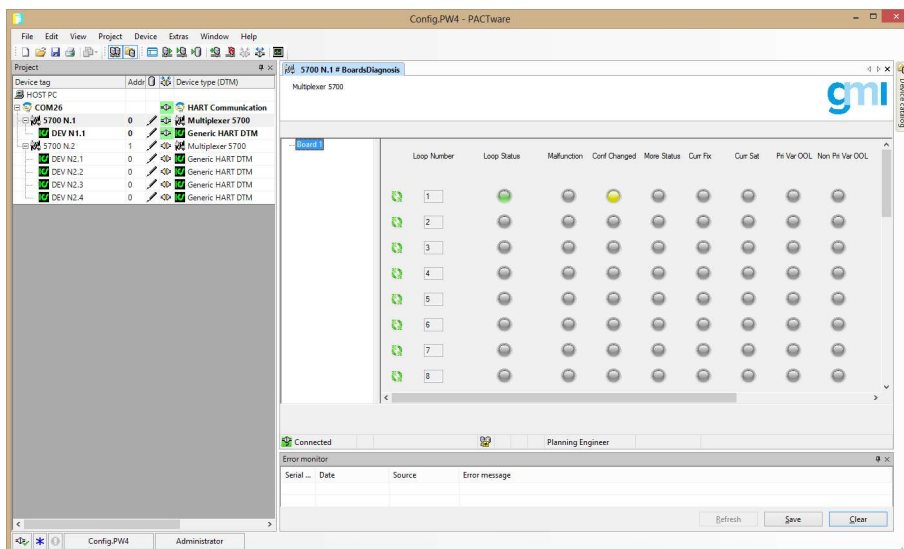 Config.PW4 - PACTware
File Edit View Project Device Extras Window Help
Project
Device tag Addr Device type (DTM)
HOST PC
COM26 HART Communication
5700 N.1 0 Multiplexer 5700
DEV N1.1 0 Generic HART DTM
5700 N.2 1 Multiplexer 5700
DEV N2.1 0 Generic HART DTM
DEV N2.2 0 Generic HART DTM
DEV N2.3 0 Generic HART DTM
DEV N2.4 0 Generic HART DTM
5700 N.1 # BoardsDiagnosis
Multiplexer 5700
gmi
Device catalog
Board 1
Loop Number Loop Status Malfunction Conf Changed More Status Curr Fix Curr Sat Pri Var OOL Non Pri Var OOL
1
2
3
4
5
6
7
8
Connected Planning Engineer
Error monitor
Serial ... Date Source Error message
Refresh Save Clear
Config.PW4 Administrator